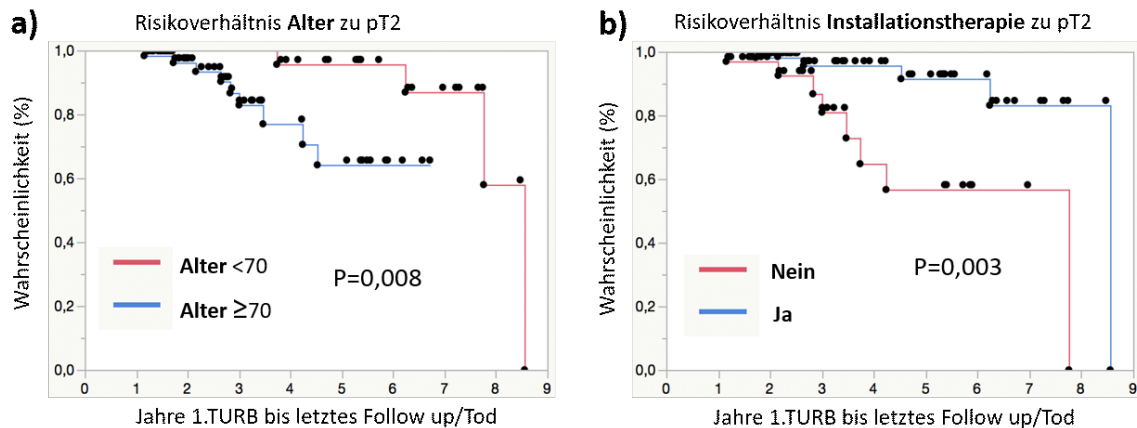 a)
Risikoverhältnis Alter zu pT2
Wahrscheinlichkeit (%)
1,0
0,8
0,6
0,4
0,2
0,0
Alter <70
Alter ≥70
P=0,008
0 1 2 3 4 5 6 7 8 9
Jahre 1.TURB bis letztes Follow up/Tod
b)
Risikoverhältnis Installationstherapie zu pT2
Wahrscheinlichkeit (%)
1,0
0,8
0,6
0,4
0,2
0,0
Nein
Ja
P=0,003
0 1 2 3 4 5 6 7 8 9
Jahre 1.TURB bis letztes Follow up/Tod